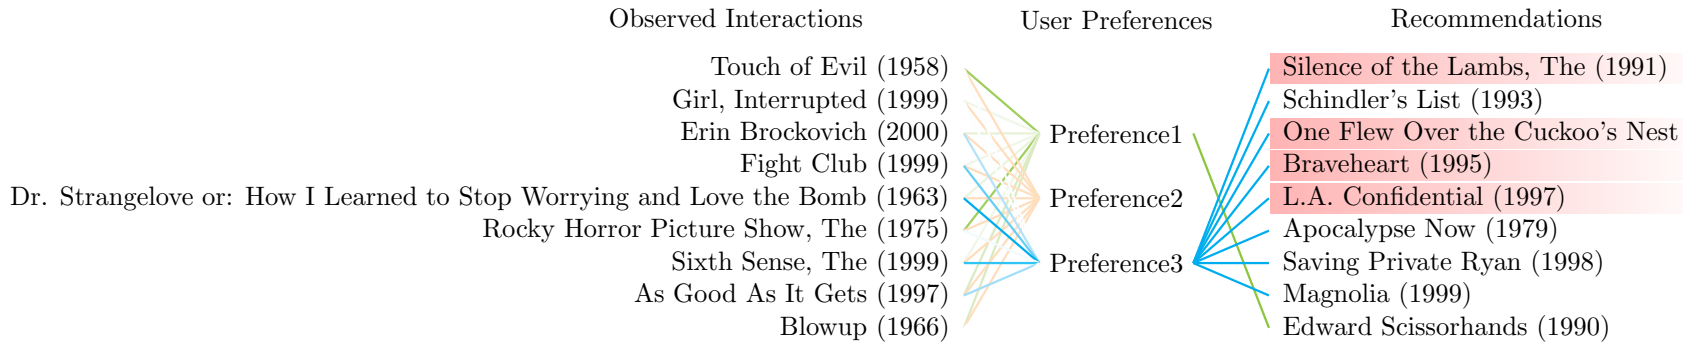 Observed Interactions
User Preferences
Recommendations
Touch of Evil (1958)
Girl, Interrupted (1999)
Erin Brockovich (2000)
Fight Club (1999)
Dr. Strangelove or: How I Learned to Stop Worrying and Love the Bomb (1963)
Rocky Horror Picture Show, The (1975)
Sixth Sense, The (1999)
As Good As It Gets (1997)
Blowup (1966)
Preference1
Preference2
Preference3
Silence of the Lambs, The (1991)
Schindler's List (1993)
One Flew Over the Cuckoo's Nest
Braveheart (1995)
L.A. Confidential (1997)
Apocalypse Now (1979)
Saving Private Ryan (1998)
Magnolia (1999)
Edward Scissorhands (1990)